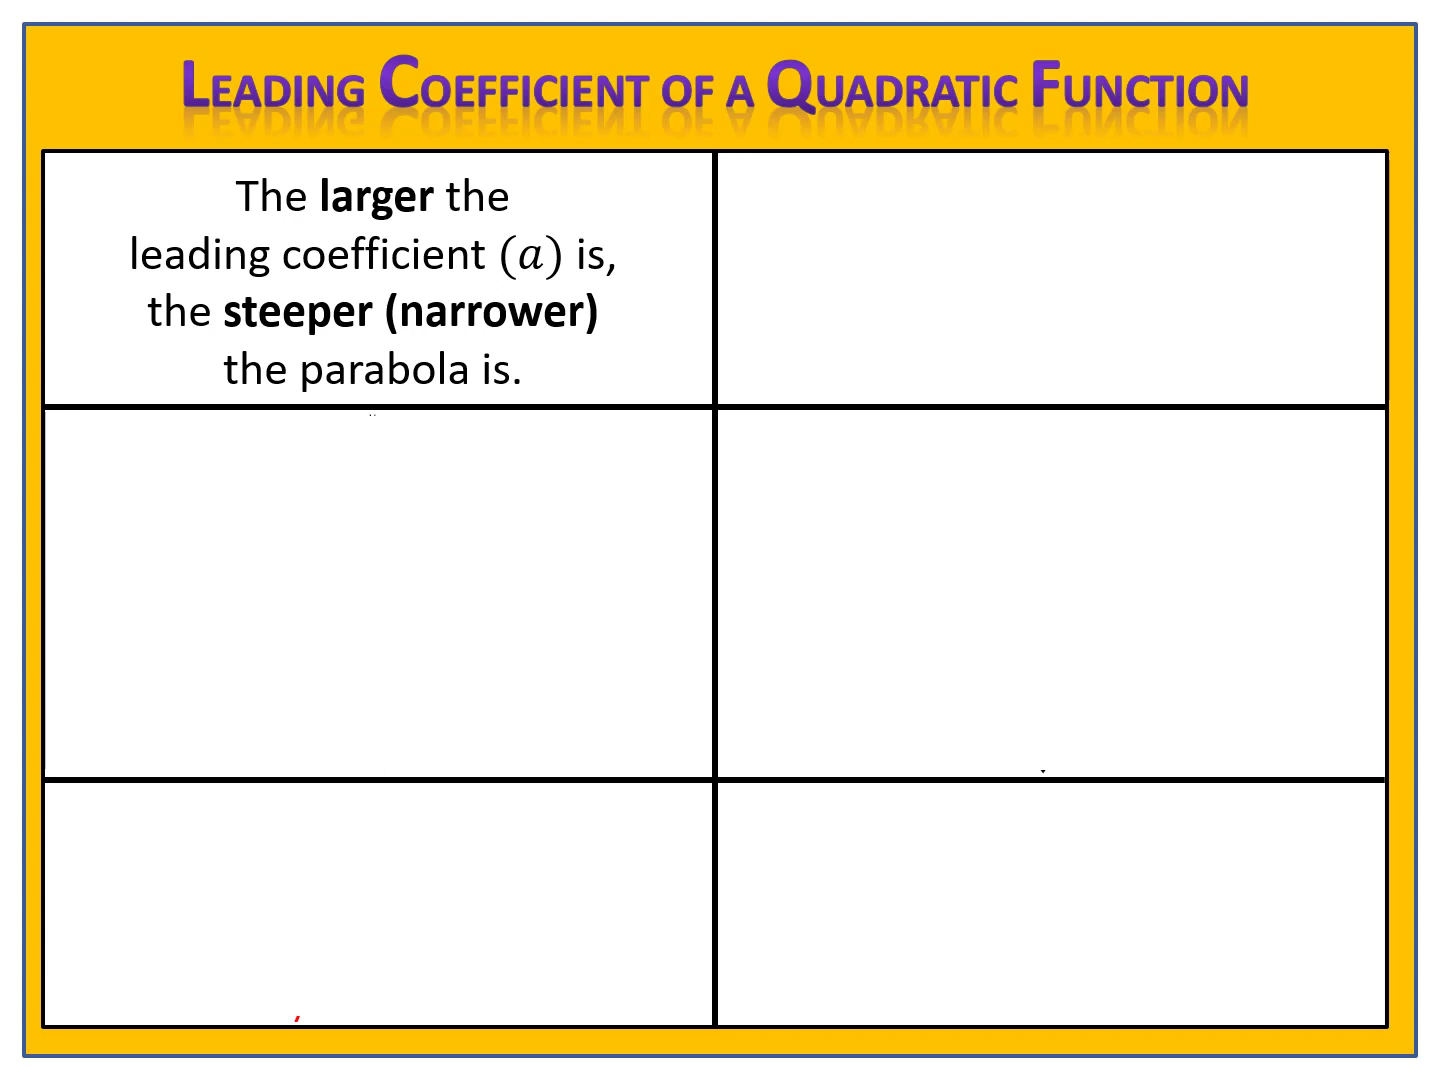 LEADING COEFFICIENT OF A QUADRATIC FUNCTION
The larger the
leading coefficient (𝑎) is,
the steeper (narrower)
the parabola is.